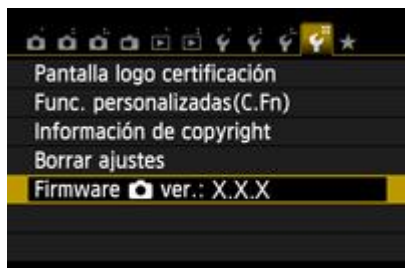 Pantalla logo certificación
Func. personalizadas(C.Fn)
Información de copyright
Borrar ajustes
Firmware ver.: X.X.X